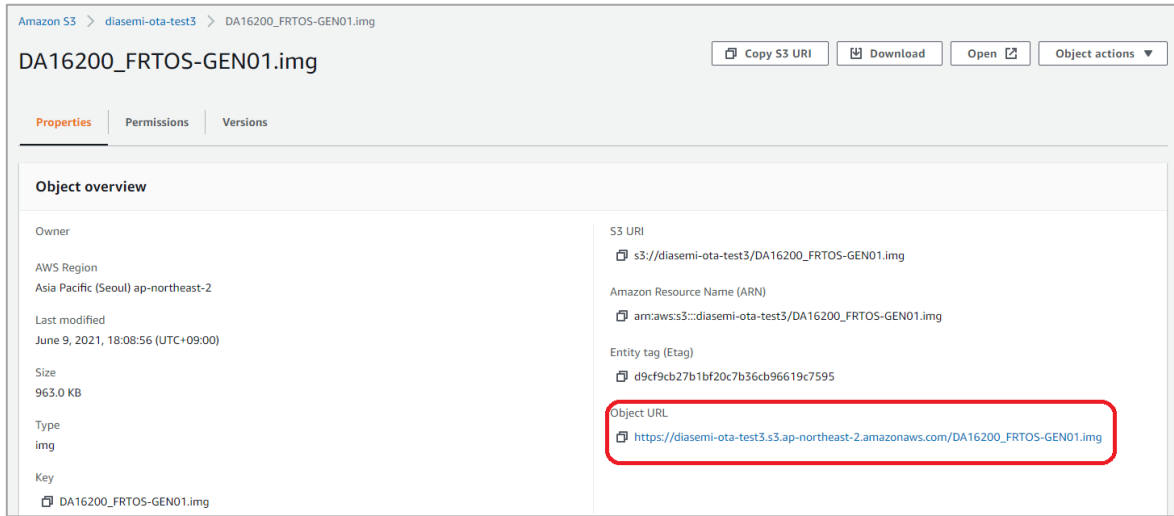 Amazon S3 > diasemi-ota-test3 > DA16200_FRTOS-GEN01.img
DA16200_FRTOS-GEN01.img
Copy S3 URI
Download
Open
Object actions
Properties
Permissions
Versions
Object overview
Owner
AWS Region
Asia Pacific (Seoul) ap-northeast-2
Last modified
June 9, 2021, 18:08:56 (UTC+09:00)
Size
963.0 KB
Type
img
Key
DA16200_FRTOS-GEN01.img
S3 URI
s3://diasemi-ota-test3/DA16200_FRTOS-GEN01.img
Amazon Resource Name (ARN)
arn:aws:s3:::diasemi-ota-test3/DA16200_FRTOS-GEN01.img
Entity tag (Etag)
d9cf9cb27b1bf20c7b36cb96619c7595
Object URL
https://diasemi-ota-test3.s3.ap-northeast-2.amazonaws.com/DA16200_FRTOS-GEN01.img